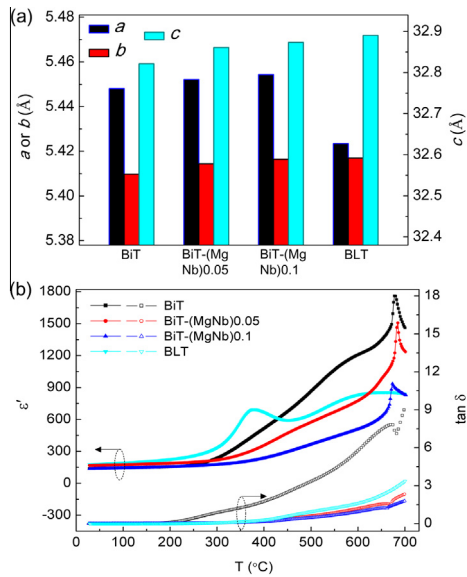 (a)
a
b
c
5.48
5.46
5.44
5.42
5.40
5.38
a or b (Å)
32.9
32.8
32.7
32.6
32.5
32.4
c (Å)
BiT
BiT-(Mg
Nb)0.05
BiT-(Mg
Nb)0.1
BLT
(b)
BiT
BiT-(MgNb)0.05
BiT-(MgNb)0.1
BLT
1800
1500
1200
900
600
300
0
-300
ε'
18
15
12
9
6
3
0
tan δ
0 100 200 300 400 500 600 700
T (°C)